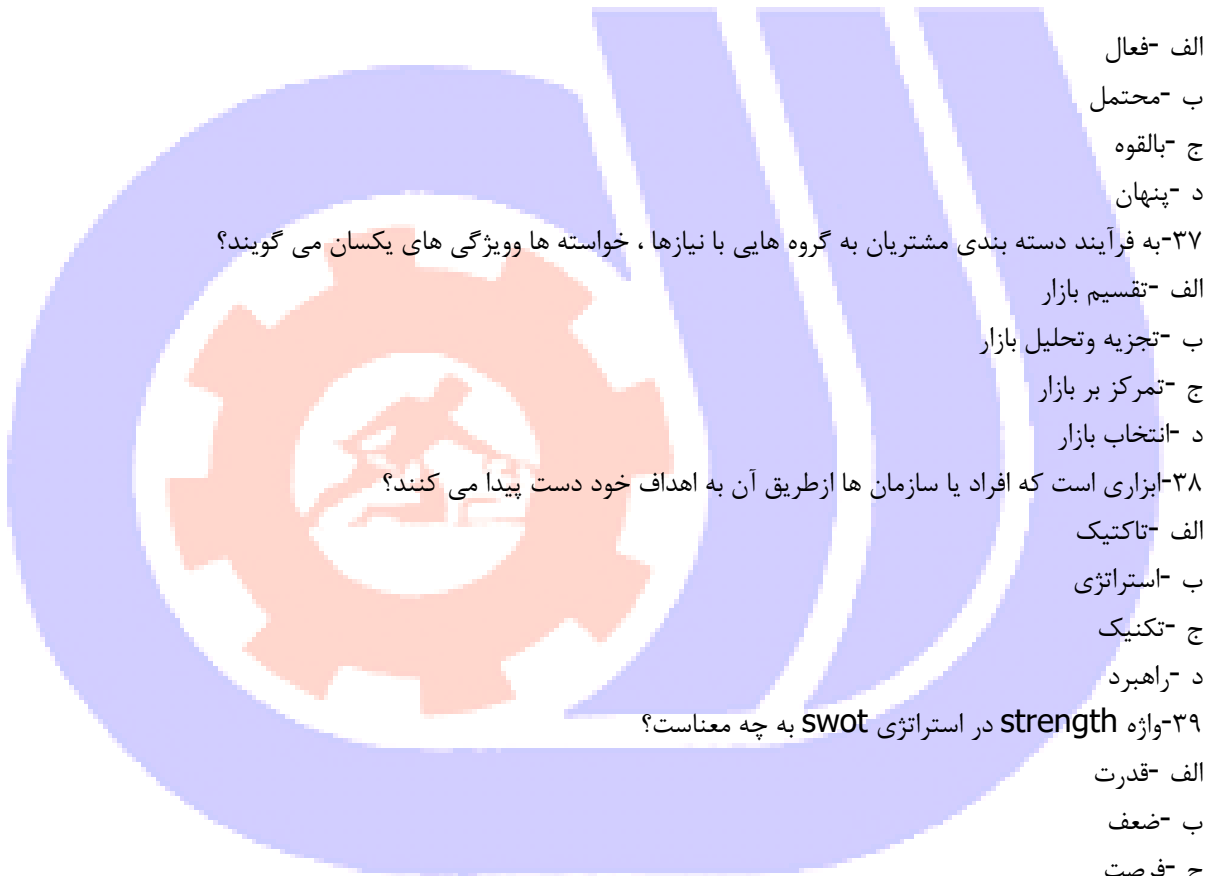 الف -فعال
ب -محتمل
ج -بالقوه
د -پنهان
۳۷-به فرآیند دسته بندی مشتریان به گروه هایی با نیازها ، خواسته ها وویژگی های یکسان می گویند؟
الف -تقسیم بازار
ب -تجزیه وتحلیل بازار
ج -تمرکز بر بازار
د -انتخاب بازار
۳۸-ابزاری است که افراد یا سازمان ها ازطریق آن به اهداف خود دست پیدا می کنند؟
الف -تاکتیک
ب -استراتژی
ج -تکنیک
د -راهبرد
۳۹-واژه strength در استراتژی swot به چه معناست؟
الف -قدرت
ب -ضعف
ج -فرصت